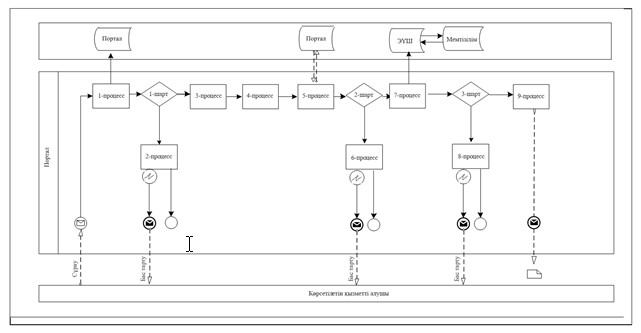 Портал
Портал
ЭҮШ
Мемтізілім
Портал
1-процесс
1-шарт
3-процесс
4-процесс
5-процесс
2-шарт
7-процесс
3-шарт
9-процесс
2-процесс
6-процесс
8-процесс
Сұрау
Бас тарту
Бас тарту
Бас тарту
Көрсетілетін қызметті алушы